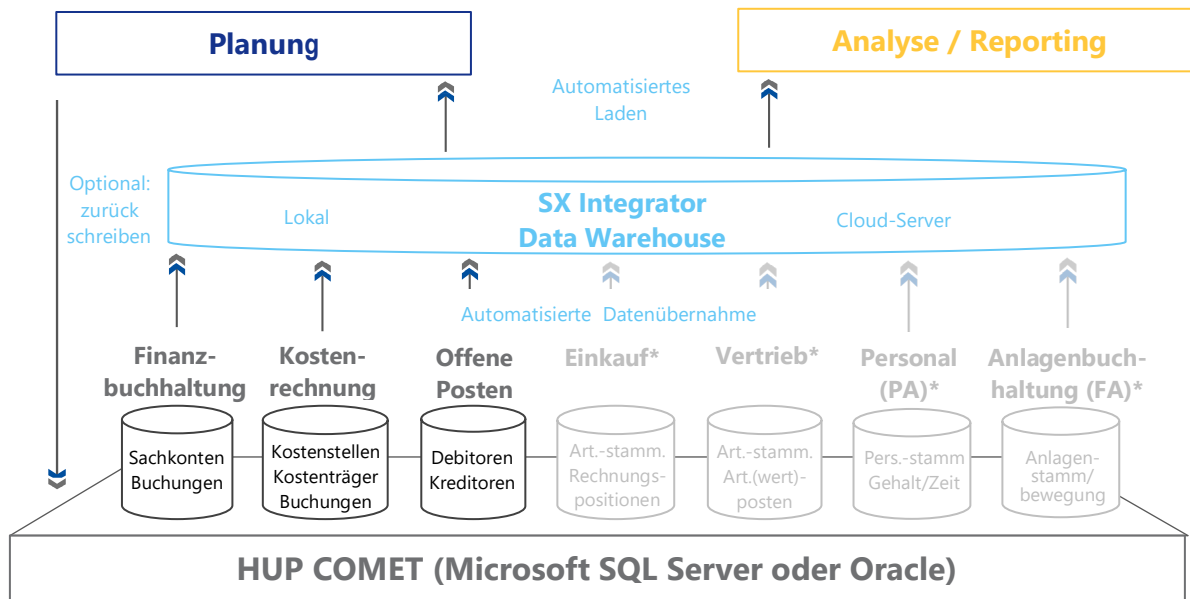 Planung
Analyse / Reporting
Automatisiertes
Laden
Optional:
zurück
schreiben
SX Integrator
Data Warehouse
Lokal
Cloud-Server
Automatisierte Datenübernahme
Finanz-
buchhaltung
Kosten-
rechnung
Offene
Posten
Einkauf*
Vertrieb*
Personal
(PA)*
Anlagenbuch-
haltung (FA)*
Sachkonten
Buchungen
Kostenstellen
Kostenträger
Buchungen
Debitoren
Kreditoren
Art.-stamm.
Rechnungs-
positionen
Art.-stamm.
Art.(wert)-
posten
Pers.-stamm
Gehalt/Zeit
Anlagen-
stamm/
bewegung
HUP COMET (Microsoft SQL Server oder Oracle)